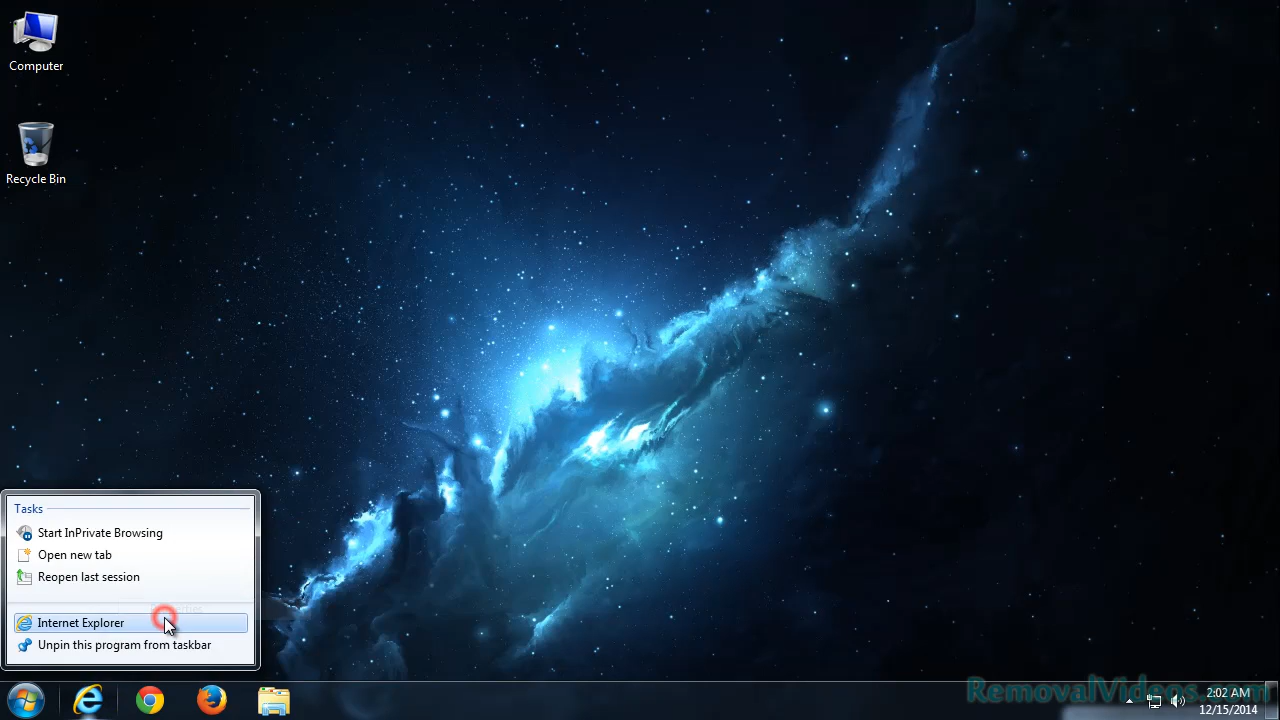 Computer
Recycle Bin
Tasks
Start InPrivate Browsing
Open new tab
Reopen last session
Internet Explorer
Unpin this program from taskbar
RemovalVideos.com
2:02 AM
12/15/2014